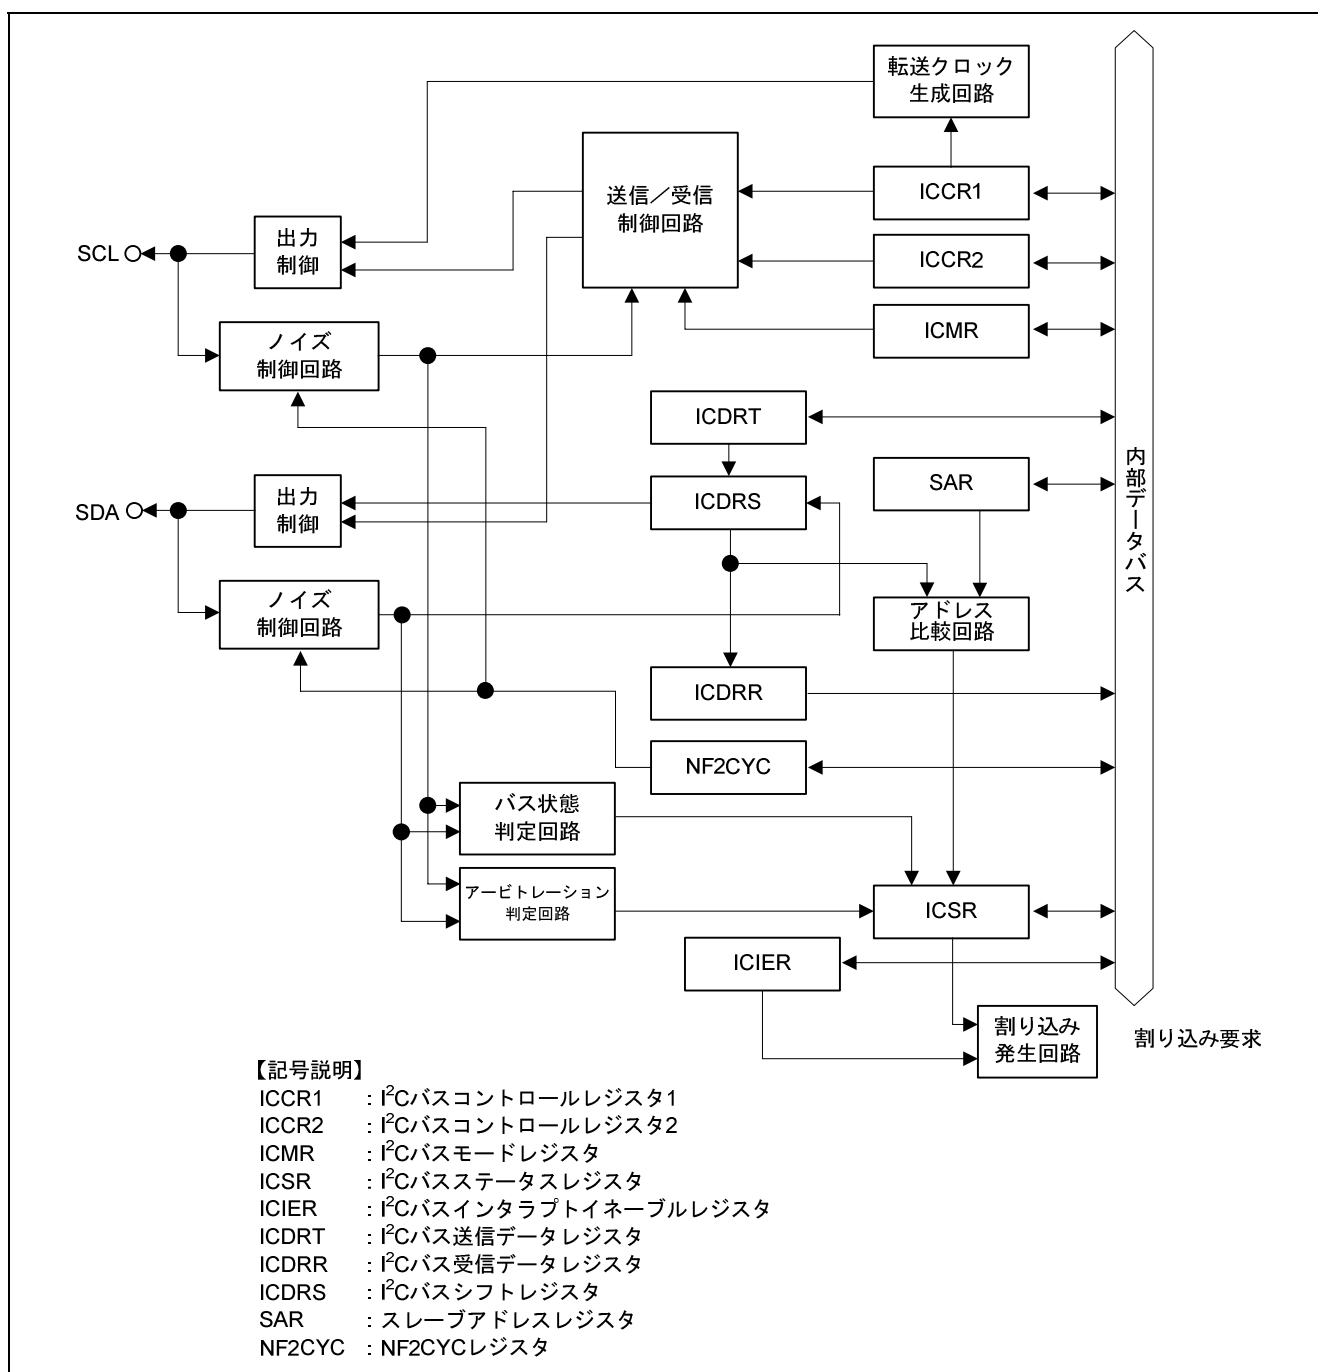 転送クロック
生成回路
送信／受信
制御回路
ICCR1
出力
制御
SCL
ICCR2
ICMR
ノイズ
制御回路
ICDRT
内部データバス
SAR
出力
制御
SDA
ICDRS
ノイズ
制御回路
アドレス
比較回路
ICDRR
NF2CYC
バス状態
判定回路
アービトレーション
判定回路
ICSR
ICIER
割り込み
発生回路
割り込み要求
【記号説明】
ICCR1 : I²Cバスコントロールレジスタ1
ICCR2 : I²Cバスコントロールレジスタ2
ICMR : I²Cバスモードレジスタ
ICSR : I²Cバスステータスレジスタ
ICIER : I²Cバスインタラプトイネーブルレジスタ
ICDRT : I²Cバス送信データレジスタ
ICDRR : I²Cバス受信データレジスタ
ICDRS : I²Cバスシフトレジスタ
SAR : スレーブアドレスレジスタ
NF2CYC : NF2CYCレジスタ